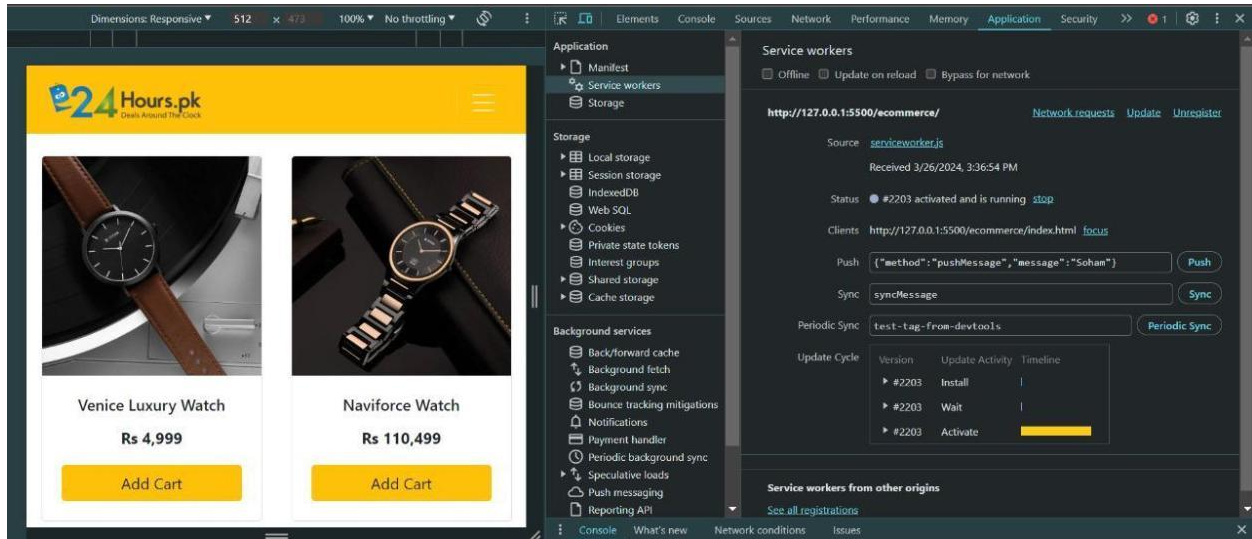 Dimensions: Responsive ▼ 512 × 473 100% ▼ No throttling ▼
24 Hours.pk
Deals Around The Clock
Venice Luxury Watch
Rs 4,999
Add Cart
Naviforce Watch
Rs 110,499
Add Cart
Elements Console Sources Network Performance Memory Application Security >> 1
Application
Manifest
Service workers
Storage
Storage
Local storage
Session storage
IndexedDB
Web SQL
Cookies
Private state tokens
Interest groups
Shared storage
Cache storage
Background services
Back/forward cache
Background fetch
Background sync
Bounce tracking mitigations
Notifications
Payment handler
Periodic background sync
Speculative loads
Push messaging
Reporting API
Service workers
Offline Update on reload Bypass for network
http://127.0.0.1:5500/ecommerce/ Network requests Update Unregister
Source serviceworker.js
Received 3/26/2024, 3:36:54 PM
Status #2203 activated and is running stop
Clients http://127.0.0.1:5500/ecommerce/index.html focus
Push {"method":"pushMessage","message":"Soham"} Push
Sync syncMessage Sync
Periodic Sync test-tag-from-devtools Periodic Sync
Update Cycle Version Update Activity Timeline
#2203 Install
#2203 Wait
#2203 Activate
Service workers from other origins
See all registrations
Console What's new Network conditions Issues